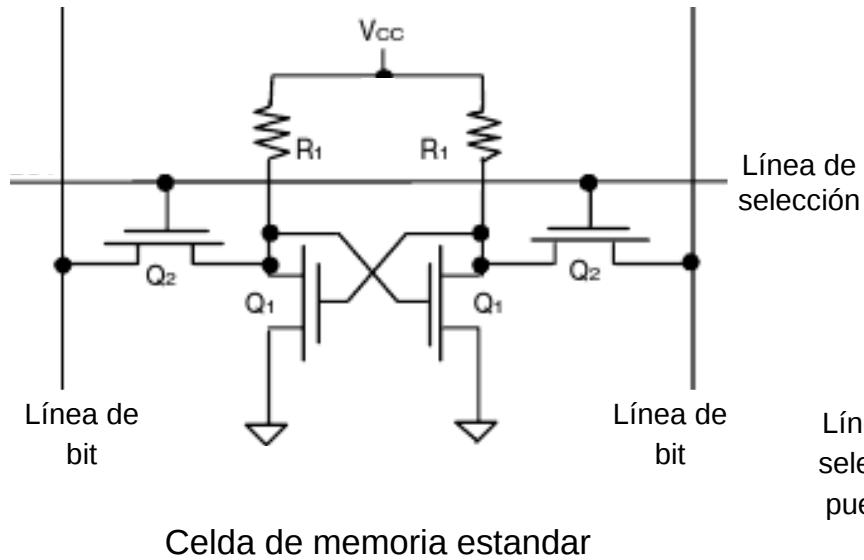 Vcc
R1
R1
Línea de
selección
Q2
Q1
Q1
Q2
Línea de
bit
Línea de
bit
Celda de memoria estandar